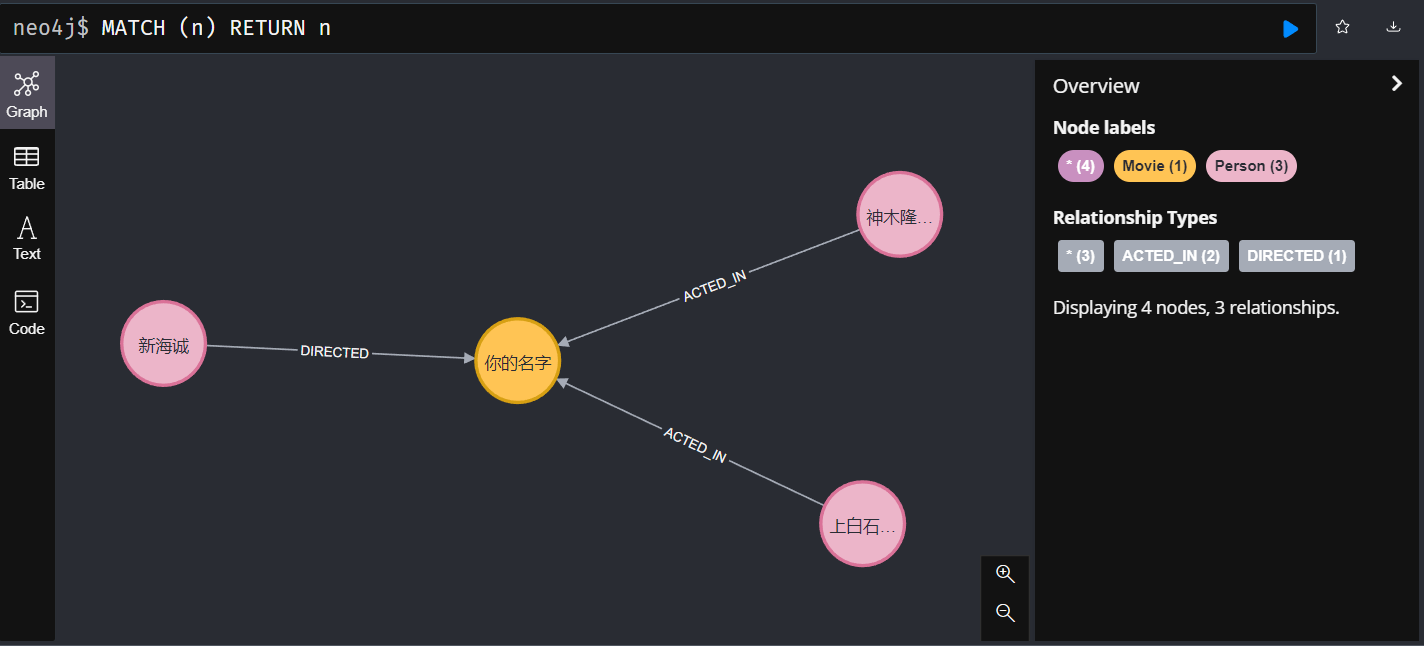 neo4j$ MATCH (n) RETURN n
Graph
Table
Text
Code
神木隆...
ACTED_IN
新海诚
DIRECTED
你的名字
ACTED_IN
上白石...
Overview
Node labels
* (4) Movie (1) Person (3)
Relationship Types
* (3) ACTED_IN (2) DIRECTED (1)
Displaying 4 nodes, 3 relationships.